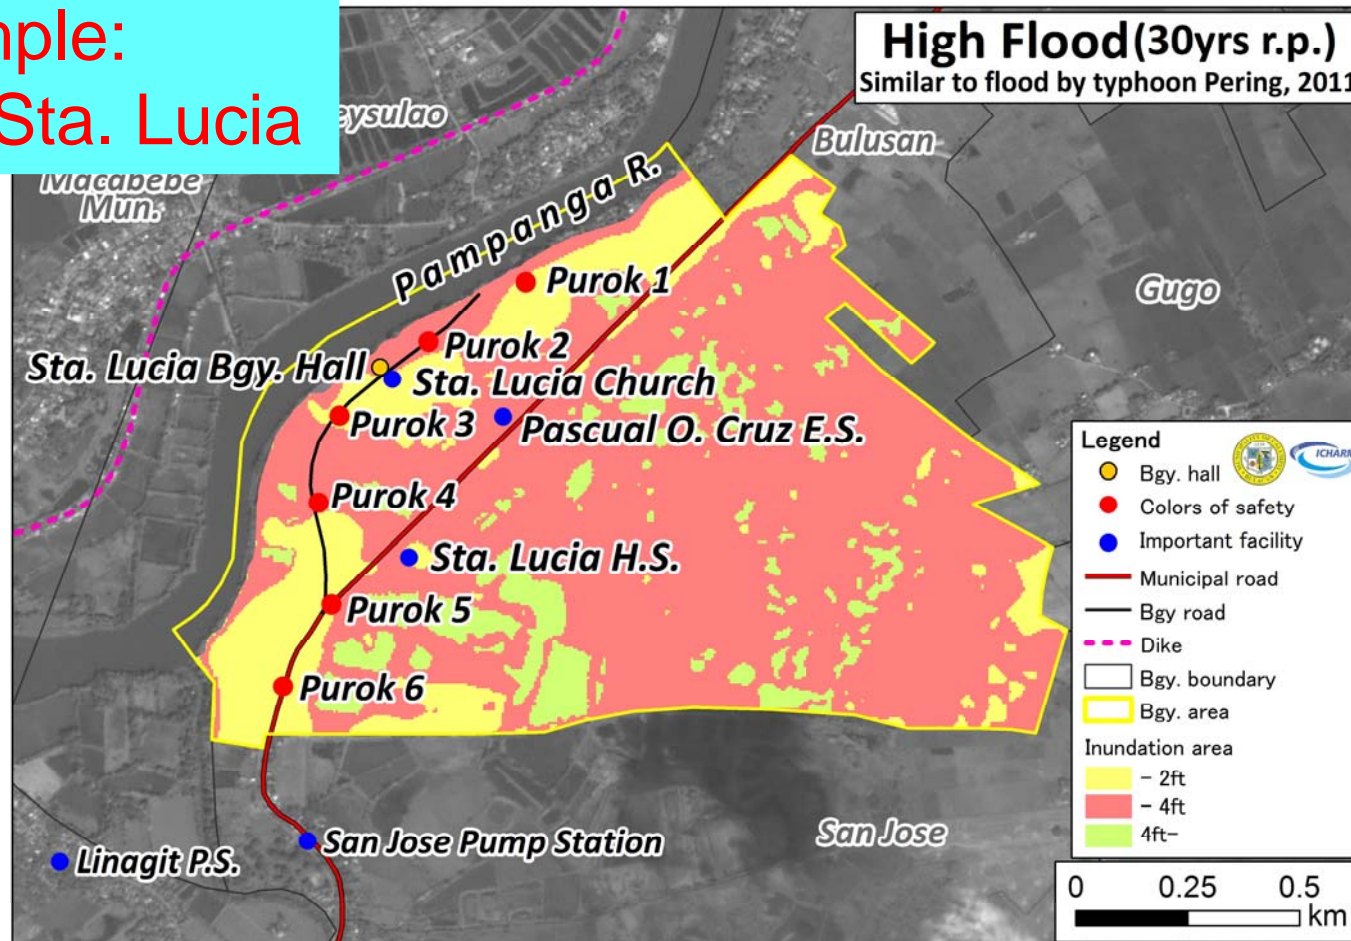 mple:
Sta. Lucia
High Flood (30yrs r.p.)
Similar to flood by typhoon Pering, 2011
eysulao
Bulusan
Macabebe
Mun.
Pampanga R.
Purok 1
Gugo
Purok 2
Sta. Lucia Bgy. Hall
Sta. Lucia Church
Purok 3
Pascual O. Cruz E.S.
Purok 4
Sta. Lucia H.S.
Purok 5
Purok 6
San Jose Pump Station
San Jose
Linagit P.S.
Legend
ICHARM
Bgy. hall
Colors of safety
Important facility
Municipal road
Bgy road
Dike
Bgy. boundary
Bgy. area
Inundation area
- 2ft
- 4ft
4ft-
0 0.25 0.5
km